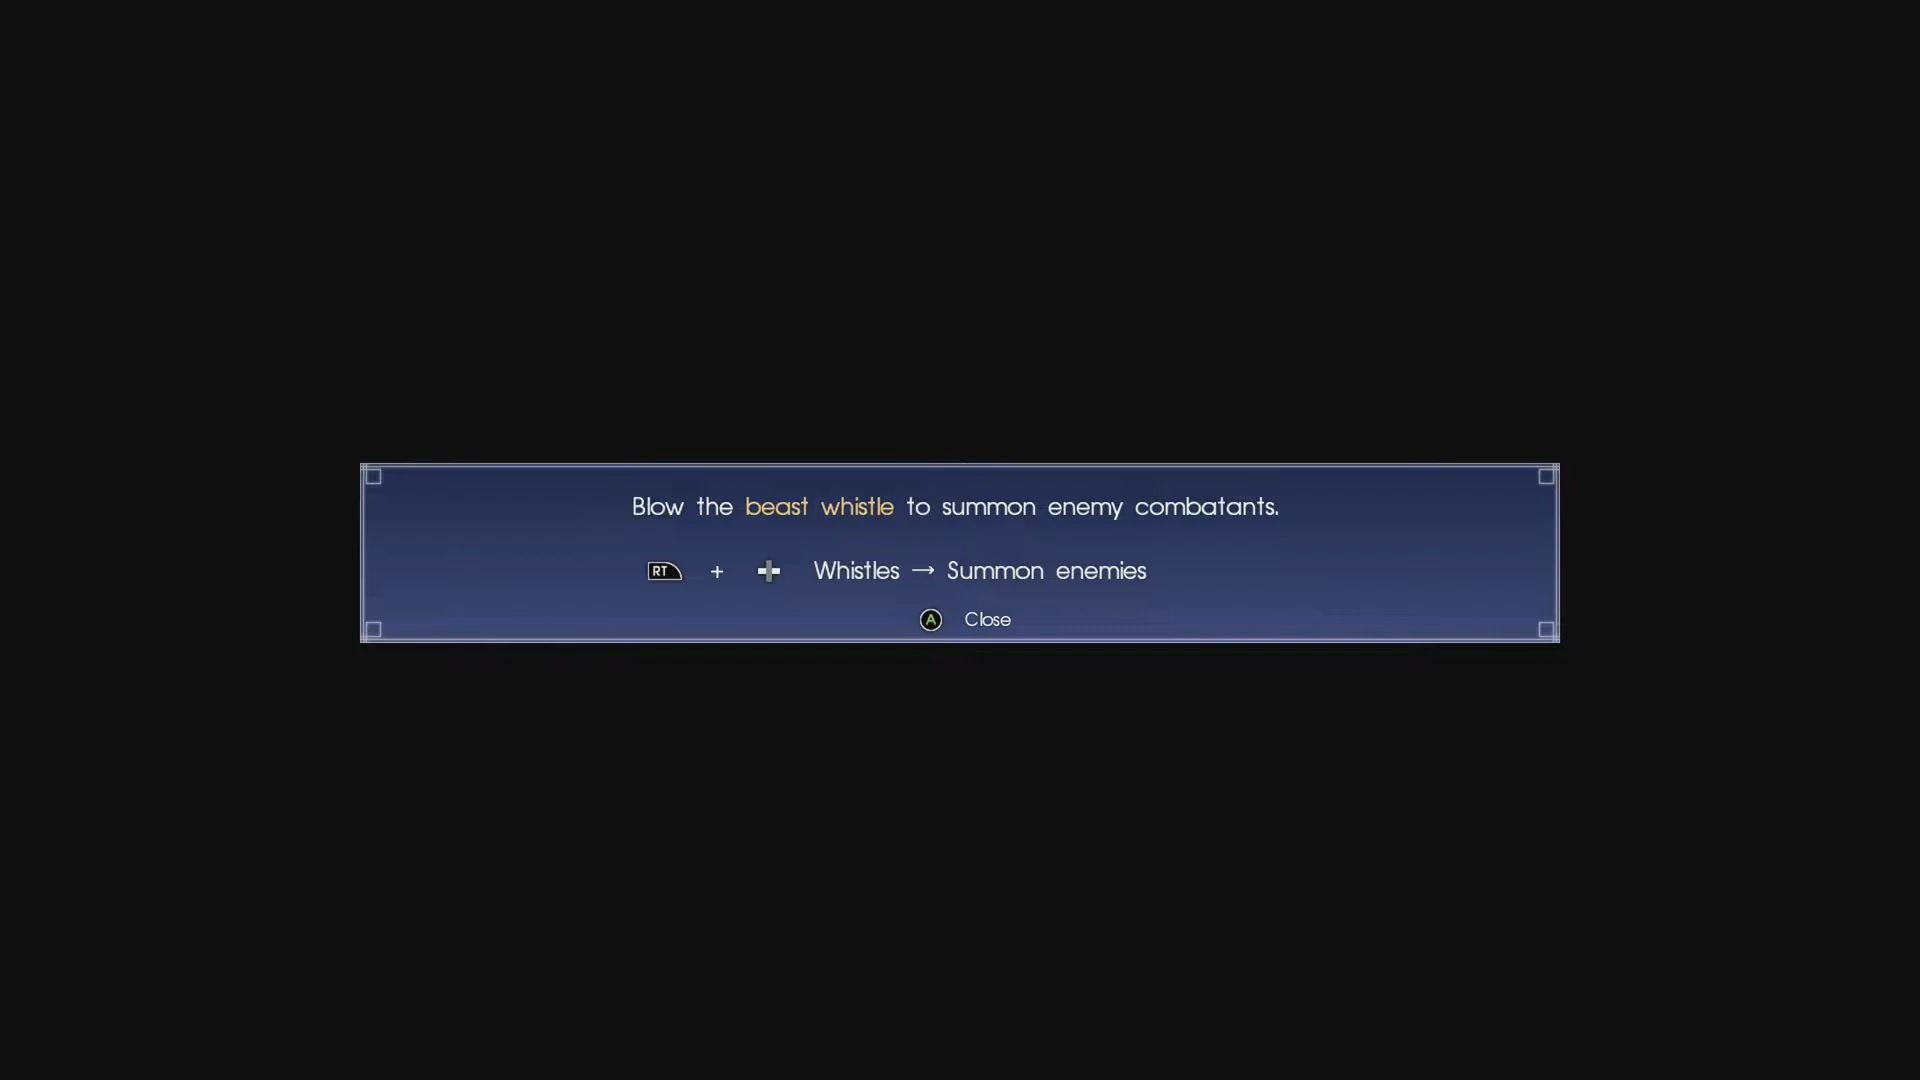 Blow the beast whistle to summon enemy combatants.
RT + Whistles → Summon enemies
A Close